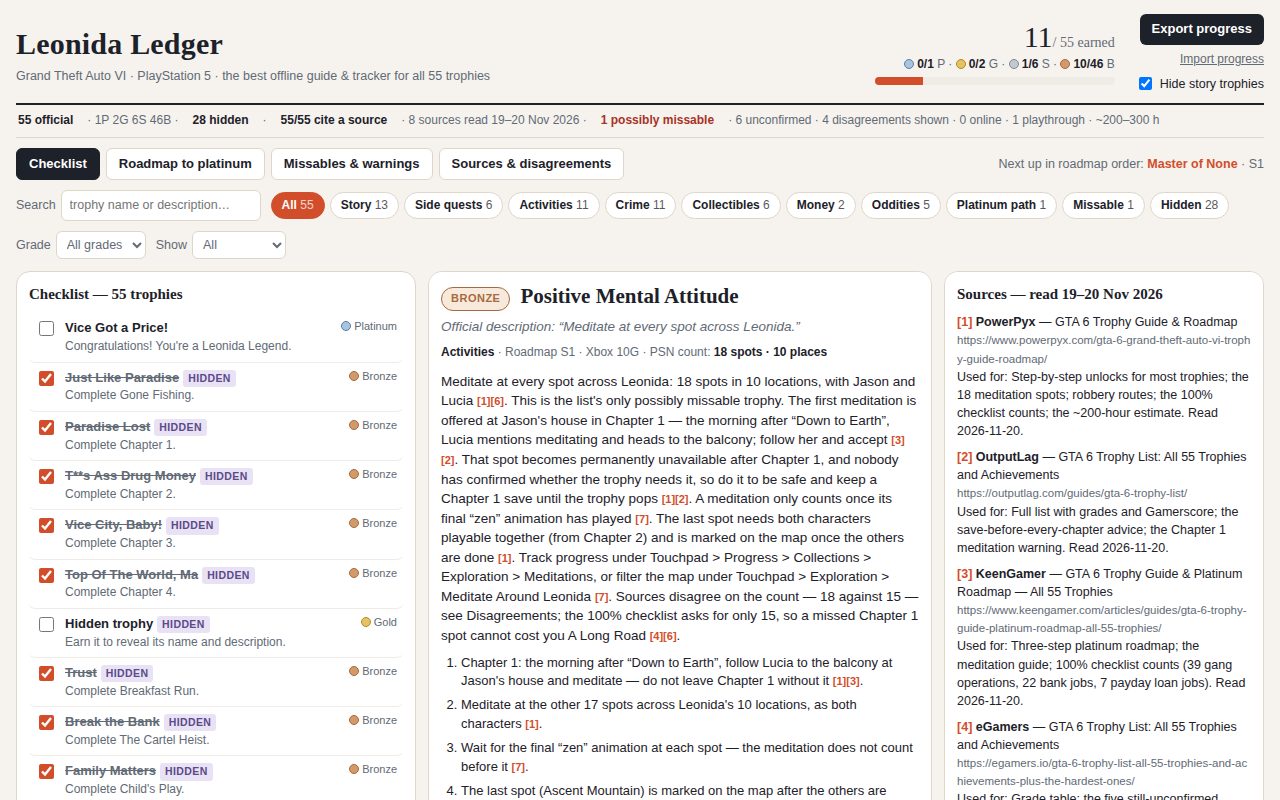 Leonida Ledger
Grand Theft Auto VI · PlayStation 5 · the best offline guide & tracker for all 55 trophies
11 / 55 earned
0/1 P · 0/2 G · 1/6 S · 10/46 B
Export progress
Import progress
Hide story trophies
55 official · 1P 2G 6S 46B · 28 hidden · 55/55 cite a source · 8 sources read 19–20 Nov 2026 · 1 possibly missable · 6 unconfirmed · 4 disagreements shown · 0 online · 1 playthrough · ~200–300 h
Checklist Roadmap to platinum Missables & warnings Sources & disagreements
Next up in roadmap order: Master of None · S1
Search trophy name or description… All 55 Story 13 Side quests 6 Activities 11 Crime 11 Collectibles 6 Money 2 Oddities 5 Platinum path 1 Missable 1 Hidden 28
Grade All grades Show All
Checklist — 55 trophies
Vice Got a Price! Platinum
Congratulations! You're a Leonida Legend.
Just Like Paradise HIDDEN Bronze
Complete Gone Fishing.
Paradise Lost HIDDEN Bronze
Complete Chapter 1.
T**s Ass Drug Money HIDDEN Bronze
Complete Chapter 2.
Vice City, Baby! HIDDEN Bronze
Complete Chapter 3.
Top Of The World, Ma HIDDEN Bronze
Complete Chapter 4.
Hidden trophy HIDDEN Gold
Earn it to reveal its name and description.
Trust HIDDEN Bronze
Complete Breakfast Run.
Break the Bank HIDDEN Bronze
Complete The Cartel Heist.
Family Matters HIDDEN Bronze
Complete Child's Play.
BRONZE Positive Mental Attitude
Official description: “Meditate at every spot across Leonida.”
Activities · Roadmap S1 · Xbox 10G · PSN count: 18 spots · 10 places
Meditate at every spot across Leonida: 18 spots in 10 locations, with Jason and
Lucia [1][6]. This is the list's only possibly missable trophy. The first meditation is
offered at Jason's house in Chapter 1 — the morning after “Down to Earth”,
Lucia mentions meditating and heads to the balcony; follow her and accept [3]
[2]. That spot becomes permanently unavailable after Chapter 1, and nobody
has confirmed whether the trophy needs it, so do it to be safe and keep a
Chapter 1 save until the trophy pops [1][2]. A meditation only counts once its
final “zen” animation has played [7]. The last spot needs both characters
playable together (from Chapter 2) and is marked on the map once the others
are done [1]. Track progress under Touchpad > Progress > Collections >
Exploration > Meditations, or filter the map under Touchpad > Exploration >
Meditate Around Leonida [7]. Sources disagree on the count — 18 against 15 —
see Disagreements; the 100% checklist asks for only 15, so a missed Chapter 1
spot cannot cost you A Long Road [4][6].
1. Chapter 1: the morning after “Down to Earth”, follow Lucia to the balcony at
Jason's house and meditate — do not leave Chapter 1 without it [1][3].
2. Meditate at the other 17 spots across Leonida's 10 locations, as both
characters [1].
3. Wait for the final “zen” animation at each spot — the meditation does not count
before it [7].
4. The last spot (Ascent Mountain) is marked on the map after the others are
Sources — read 19–20 Nov 2026
[1] PowerPyx — GTA 6 Trophy Guide & Roadmap
https://www.powerpyx.com/gta-6-grand-theft-auto-vi-troph
y-guide-roadmap/
Used for: Step-by-step unlocks for most trophies; the
18 meditation spots; robbery routes; the 100%
checklist counts; the ~200-hour estimate. Read
2026-11-20.
[2] OutputLag — GTA 6 Trophy List: All 55 Trophies
and Achievements
https://outputlag.com/guides/gta-6-trophy-list/
Used for: Full list with grades and Gamerscore; the
save-before-every-chapter advice; the Chapter 1
meditation warning. Read 2026-11-20.
[3] KeenGamer — GTA 6 Trophy Guide & Platinum
Roadmap — All 55 Trophies
https://www.keengamer.com/articles/guides/gta-6-trophy-
guide-platinum-roadmap-all-55-trophies/
Used for: Three-step platinum roadmap; the
meditation guide; 100% checklist counts (39 gang
operations, 22 bank jobs, 7 payday loan jobs). Read
2026-11-20.
[4] eGamers — GTA 6 Trophy List: All 55 Trophies
and Achievements
https://egamers.io/gta-6-trophy-list-all-55-trophies-and-ac
hievements-plus-the-hardest-ones/
Used for: Grade table; the five still-unconfirmed